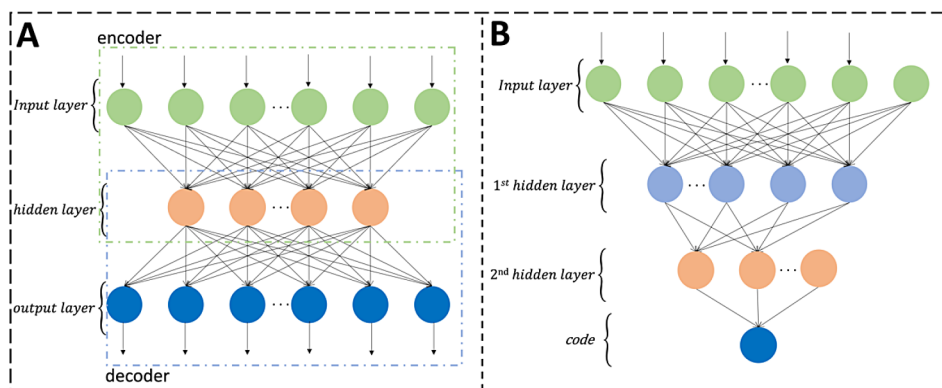 A
encoder
Input layer
...
hidden layer
...
output layer
...
decoder
B
Input layer
...
1st hidden layer
...
2nd hidden layer
...
code